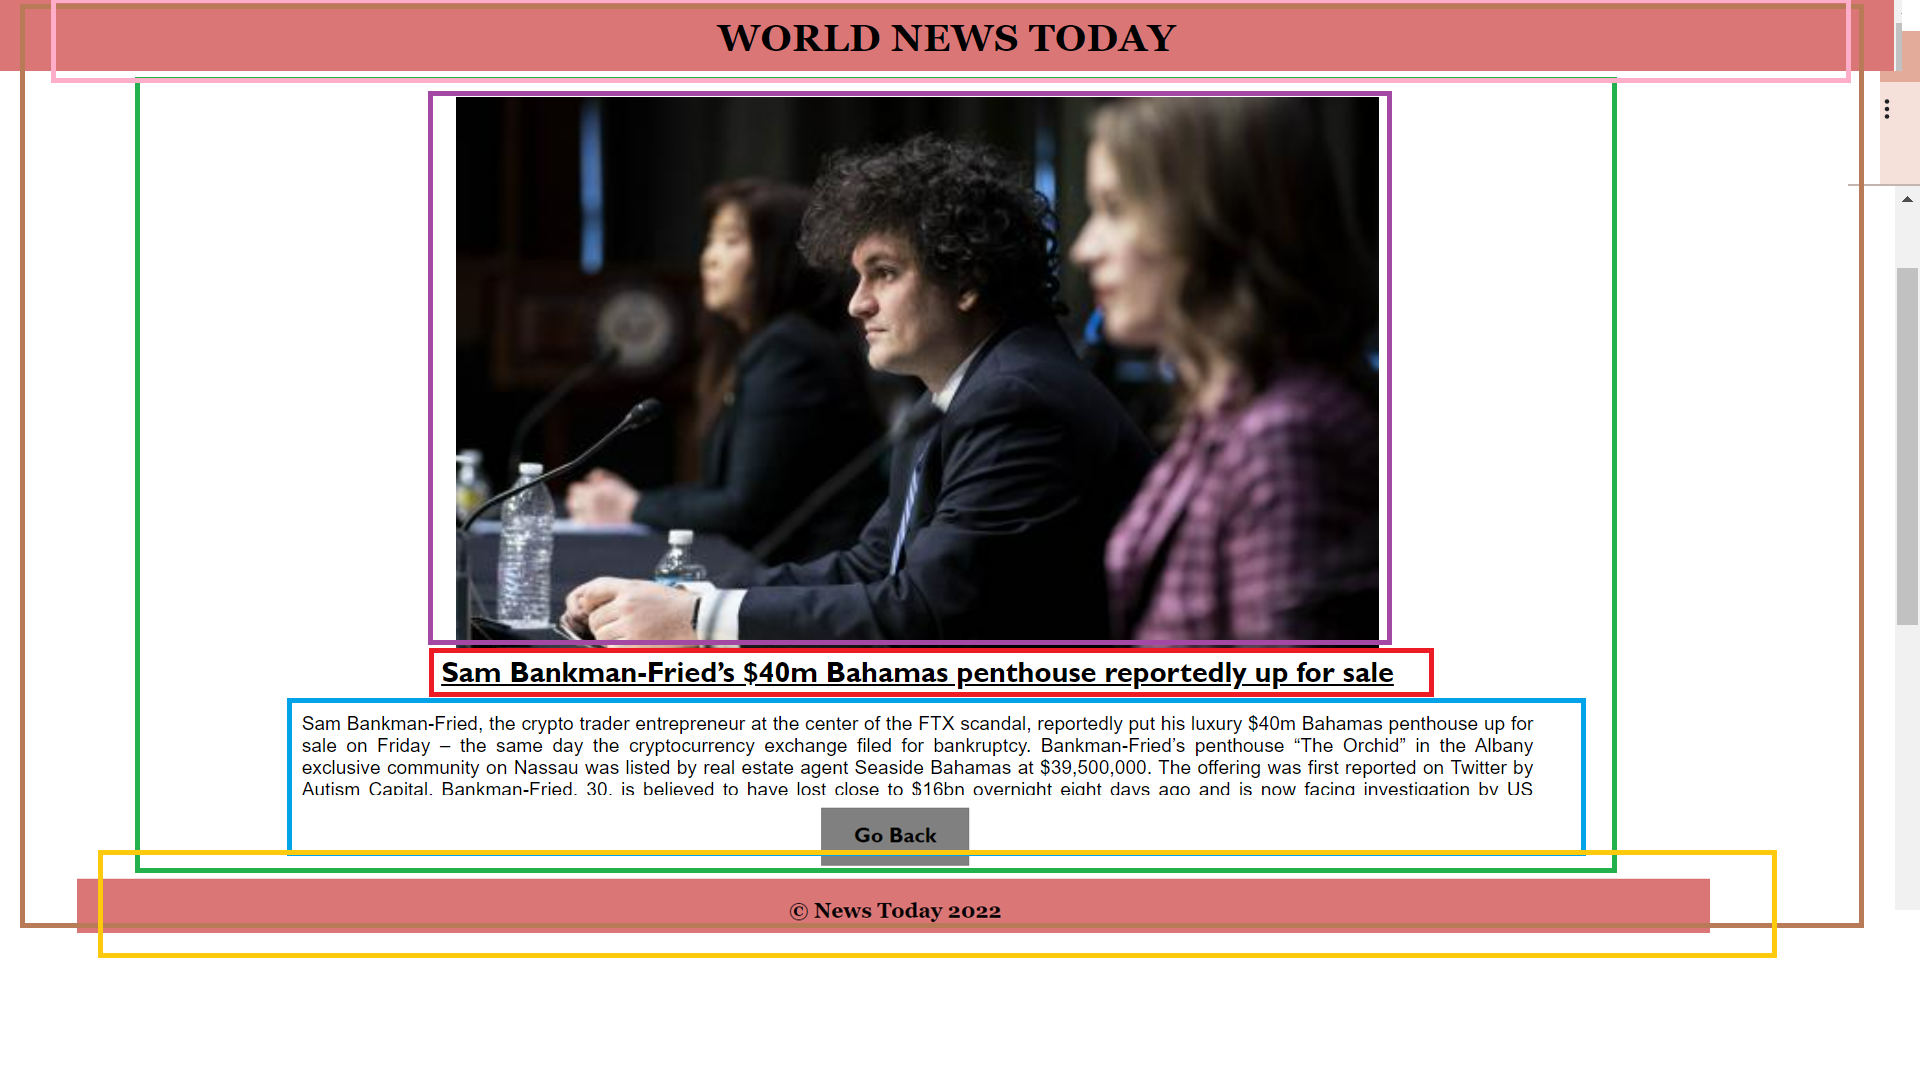 WORLD NEWS TODAY
Sam Bankman-Fried’s $40m Bahamas penthouse reportedly up for sale
Sam Bankman-Fried, the crypto trader entrepreneur at the center of the FTX scandal, reportedly put his luxury $40m Bahamas penthouse up for
sale on Friday – the same day the cryptocurrency exchange filed for bankruptcy. Bankman-Fried’s penthouse “The Orchid” in the Albany
exclusive community on Nassau was listed by real estate agent Seaside Bahamas at $39,500,000. The offering was first reported on Twitter by
Autism Capital. Bankman-Fried, 30, is believed to have lost close to $16bn overnight eight days ago and is now facing investigation by US
Go Back
© News Today 2022